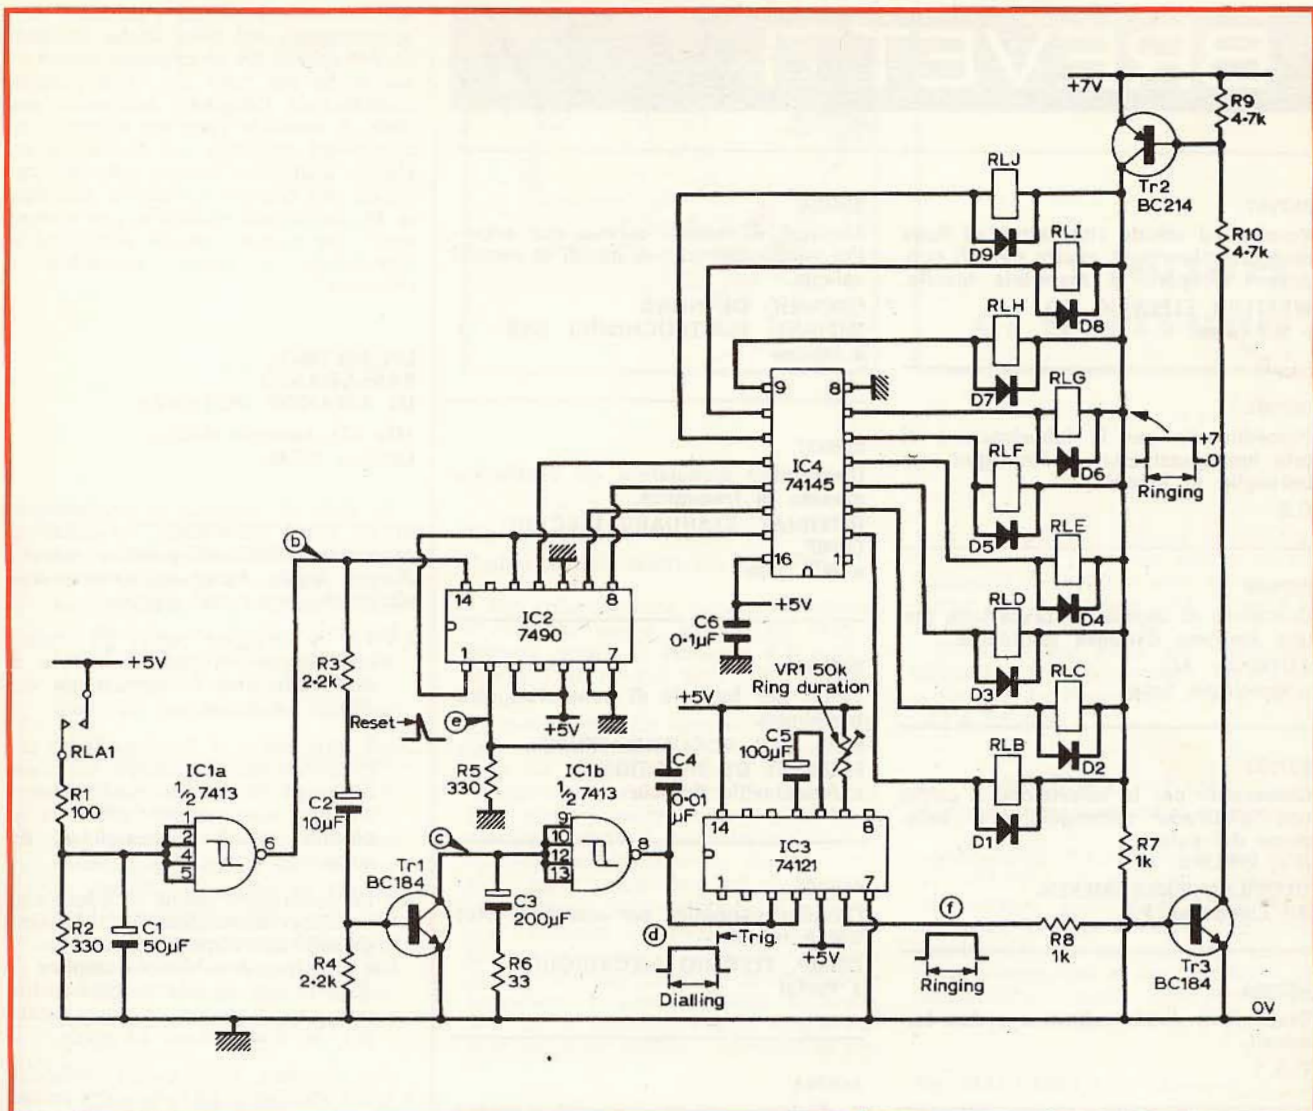 +7V
R9
4·7k
Tr2
BC214
R10
4·7k
RLJ
D9
RLI
D8
RLH
D7
RLG
D6
+7
0
Ringing
RLF
D5
RLE
D4
RLD
D3
RLC
D2
RLB
D1
9
8
IC4
74145
16
1
+5V
C6
0·1µF
b
14
8
IC2
7490
1
7
+5V
R3
2·2k
Reset
e
+5V
RLA1
R1
100
IC1a
½ 7413
1
2
4
5
6
R2
330
C1
50µF
C2
10µF
R4
2·2k
Tr1
BC184
c
R5
330
IC1b
½ 7413
9
10
12
13
8
C4
0·01
µF
C3
200µF
R6
33
d
Trig.
Dialling
+5V
VR1 50k
Ring duration
C5
100µF
14
8
IC3
74121
1
7
+5V
f
Ringing
R7
1k
R8
1k
Tr3
BC184
0V